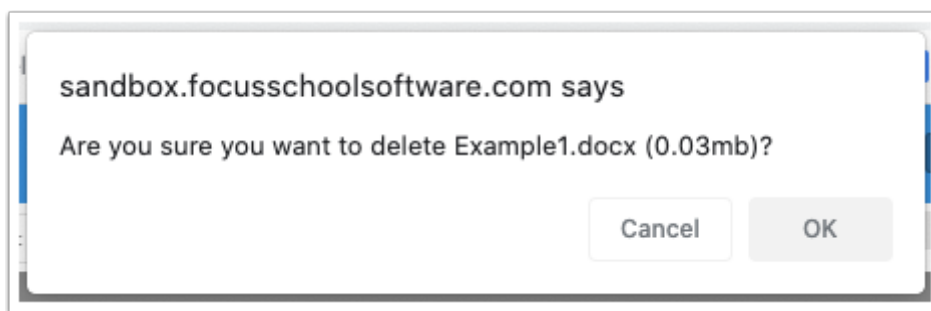 sandbox.focusschoolsoftware.com says
Are you sure you want to delete Example1.docx (0.03mb)?
Cancel OK